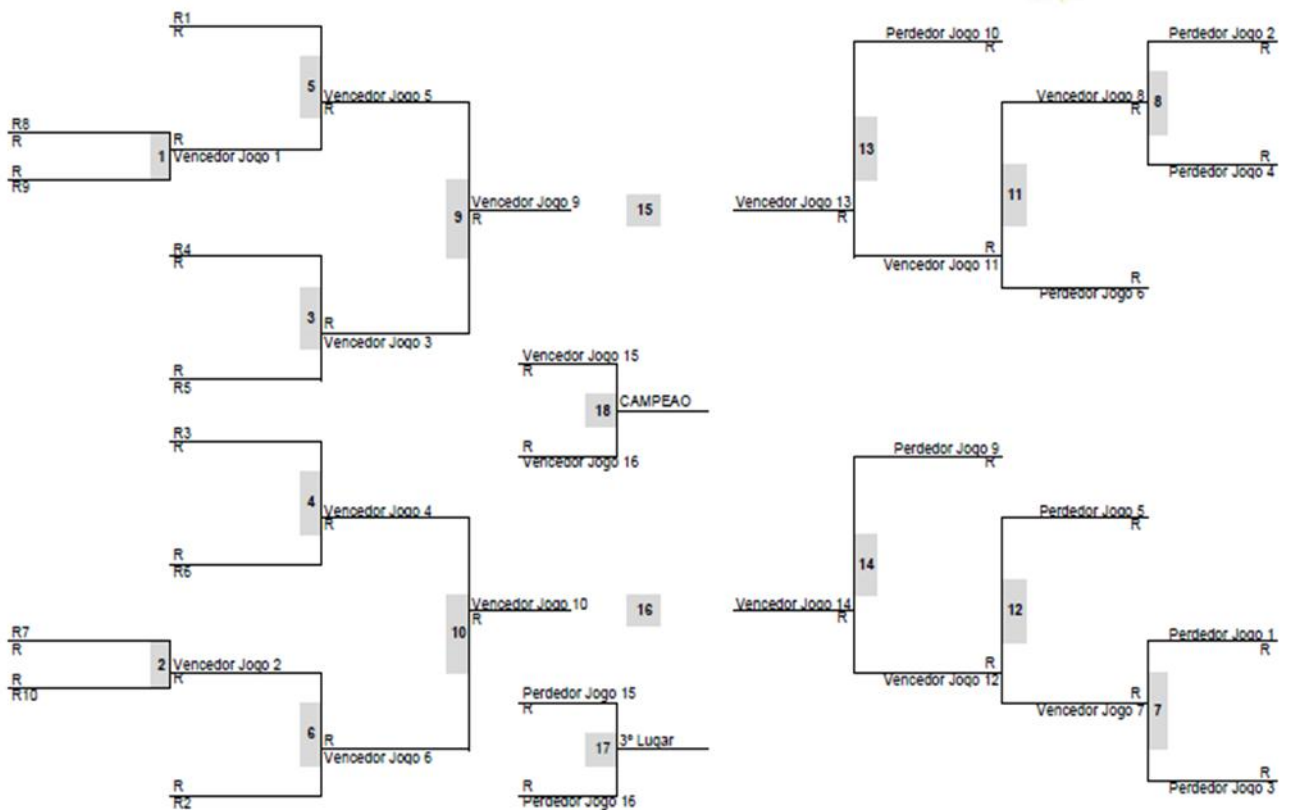 R1
R
5
Vencedor Jogo 5
R
R8
R
1
R
Vencedor Jogo 1
R
R9
9
Vencedor Jogo 9
R
R4
R
3
R
Vencedor Jogo 3
R
R5
R3
R
4
Vencedor Jogo 4
R
R
R6
10
Vencedor Jogo 10
R
R7
R
2
Vencedor Jogo 2
R
R
R10
6
R
Vencedor Jogo 6
R
R2
15
Vencedor Jogo 15
R
18
CAMPEAO
R
Vencedor Jogo 16
16
Perdedor Jogo 15
R
17
3º Lugar
R
Perdedor Jogo 16
Perdedor Jogo 10
R
13
Vencedor Jogo 13
R
R
Vencedor Jogo 11
Perdedor Jogo 2
R
Vencedor Jogo 8
R
8
R
Perdedor Jogo 4
11
R
Perdedor Jogo 6
Perdedor Jogo 9
R
14
Vencedor Jogo 14
R
R
Vencedor Jogo 12
Perdedor Jogo 5
R
12
R
Vencedor Jogo 7
Perdedor Jogo 1
R
7
R
Perdedor Jogo 3